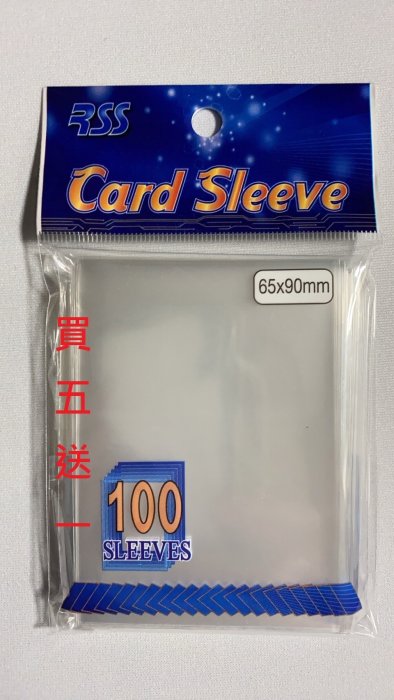 RSS
Card Sleeve
65x90mm
買五送一
100
SLEEVES